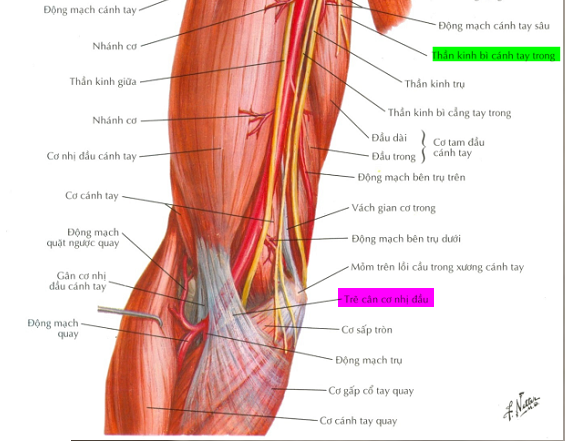 Động mạch cánh tay
Động mạch cánh tay sâu
Nhánh cơ
Thần kinh bì cánh tay trong
Thần kinh giữa
Thần kinh trụ
Thần kinh bì cẳng tay trong
Nhánh cơ
Đầu dài
Đầu trong
Cơ tam đầu
cánh tay
Cơ nhị đầu cánh tay
Động mạch bên trụ trên
Cơ cánh tay
Vách gian cơ trong
Động mạch
quặt ngược quay
Động mạch bên trụ dưới
Mỏm trên lồi cầu trong xương cánh tay
Gân cơ nhị
đầu cánh tay
Trẽ cân cơ nhị đầu
Động mạch
quay
Cơ sấp tròn
Động mạch trụ
Cơ gấp cổ tay quay
Cơ cánh tay quay
F. Netter